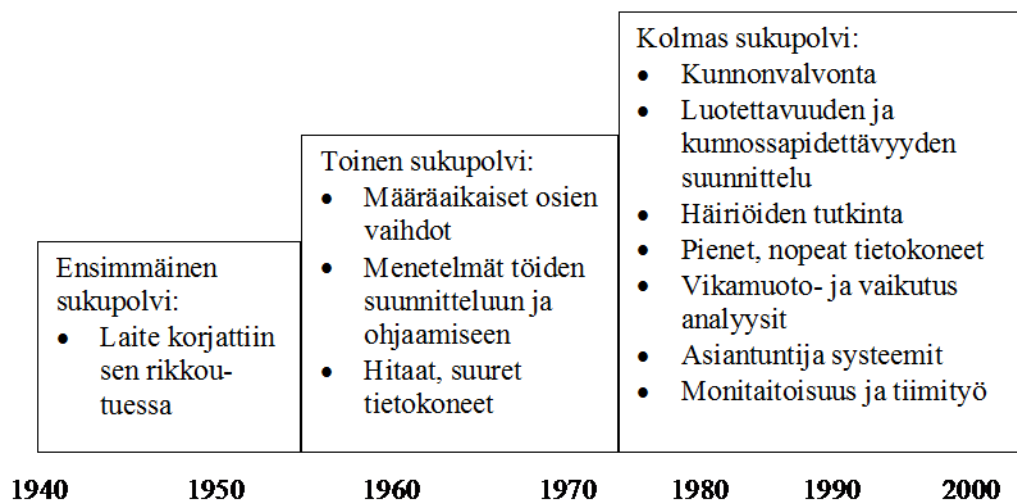 Ensimmäinen
sukupolvi:
• Laite korjattiin
sen rikkou-
tuessa
Toinen sukupolvi:
• Määräaikaiset osien
vaihdot
• Menetelmät töiden
suunnitteluun ja
ohjaamiseen
• Hitaat, suuret
tietokoneet
Kolmas sukupolvi:
• Kunnonvalvonta
• Luotettavuuden ja
kunnossapidettävyyden
suunnittelu
• Häiriöiden tutkinta
• Pienet, nopeat tietokoneet
• Vikamuoto- ja vaikutus
analyysit
• Asiantuntija systeemit
• Monitaitoisuus ja tiimityö
1940 1950 1960 1970 1980 1990 2000